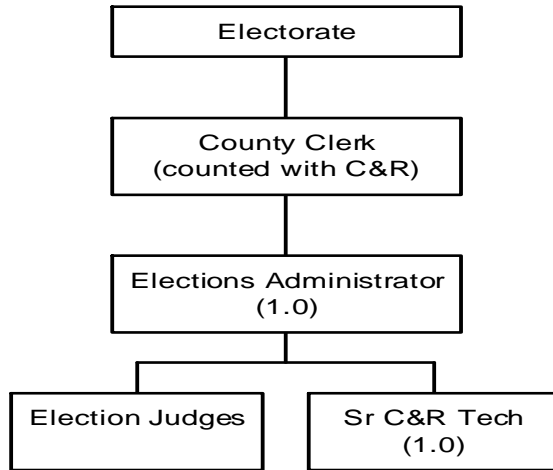 Electorate
County Clerk
(counted with C&R)
Elections Administrator
(1.0)
Election Judges
Sr C&R Tech
(1.0)